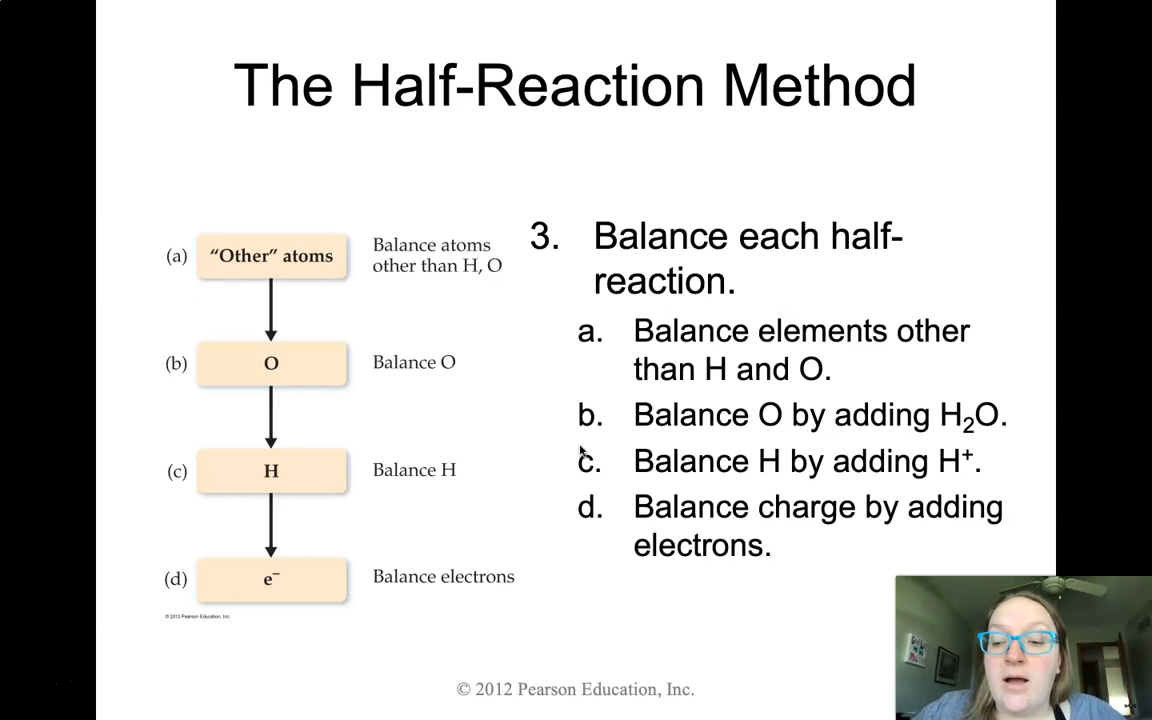 The Half-Reaction Method
(a) "Other" atoms Balance atoms
other than H, O
(b) O Balance O
(c) H Balance H
(d) e⁻ Balance electrons
© 2012 Pearson Education, Inc.
3. Balance each half-
reaction.
a. Balance elements other
than H and O.
b. Balance O by adding H₂O.
c. Balance H by adding H⁺.
d. Balance charge by adding
electrons.
© 2012 Pearson Education, Inc.